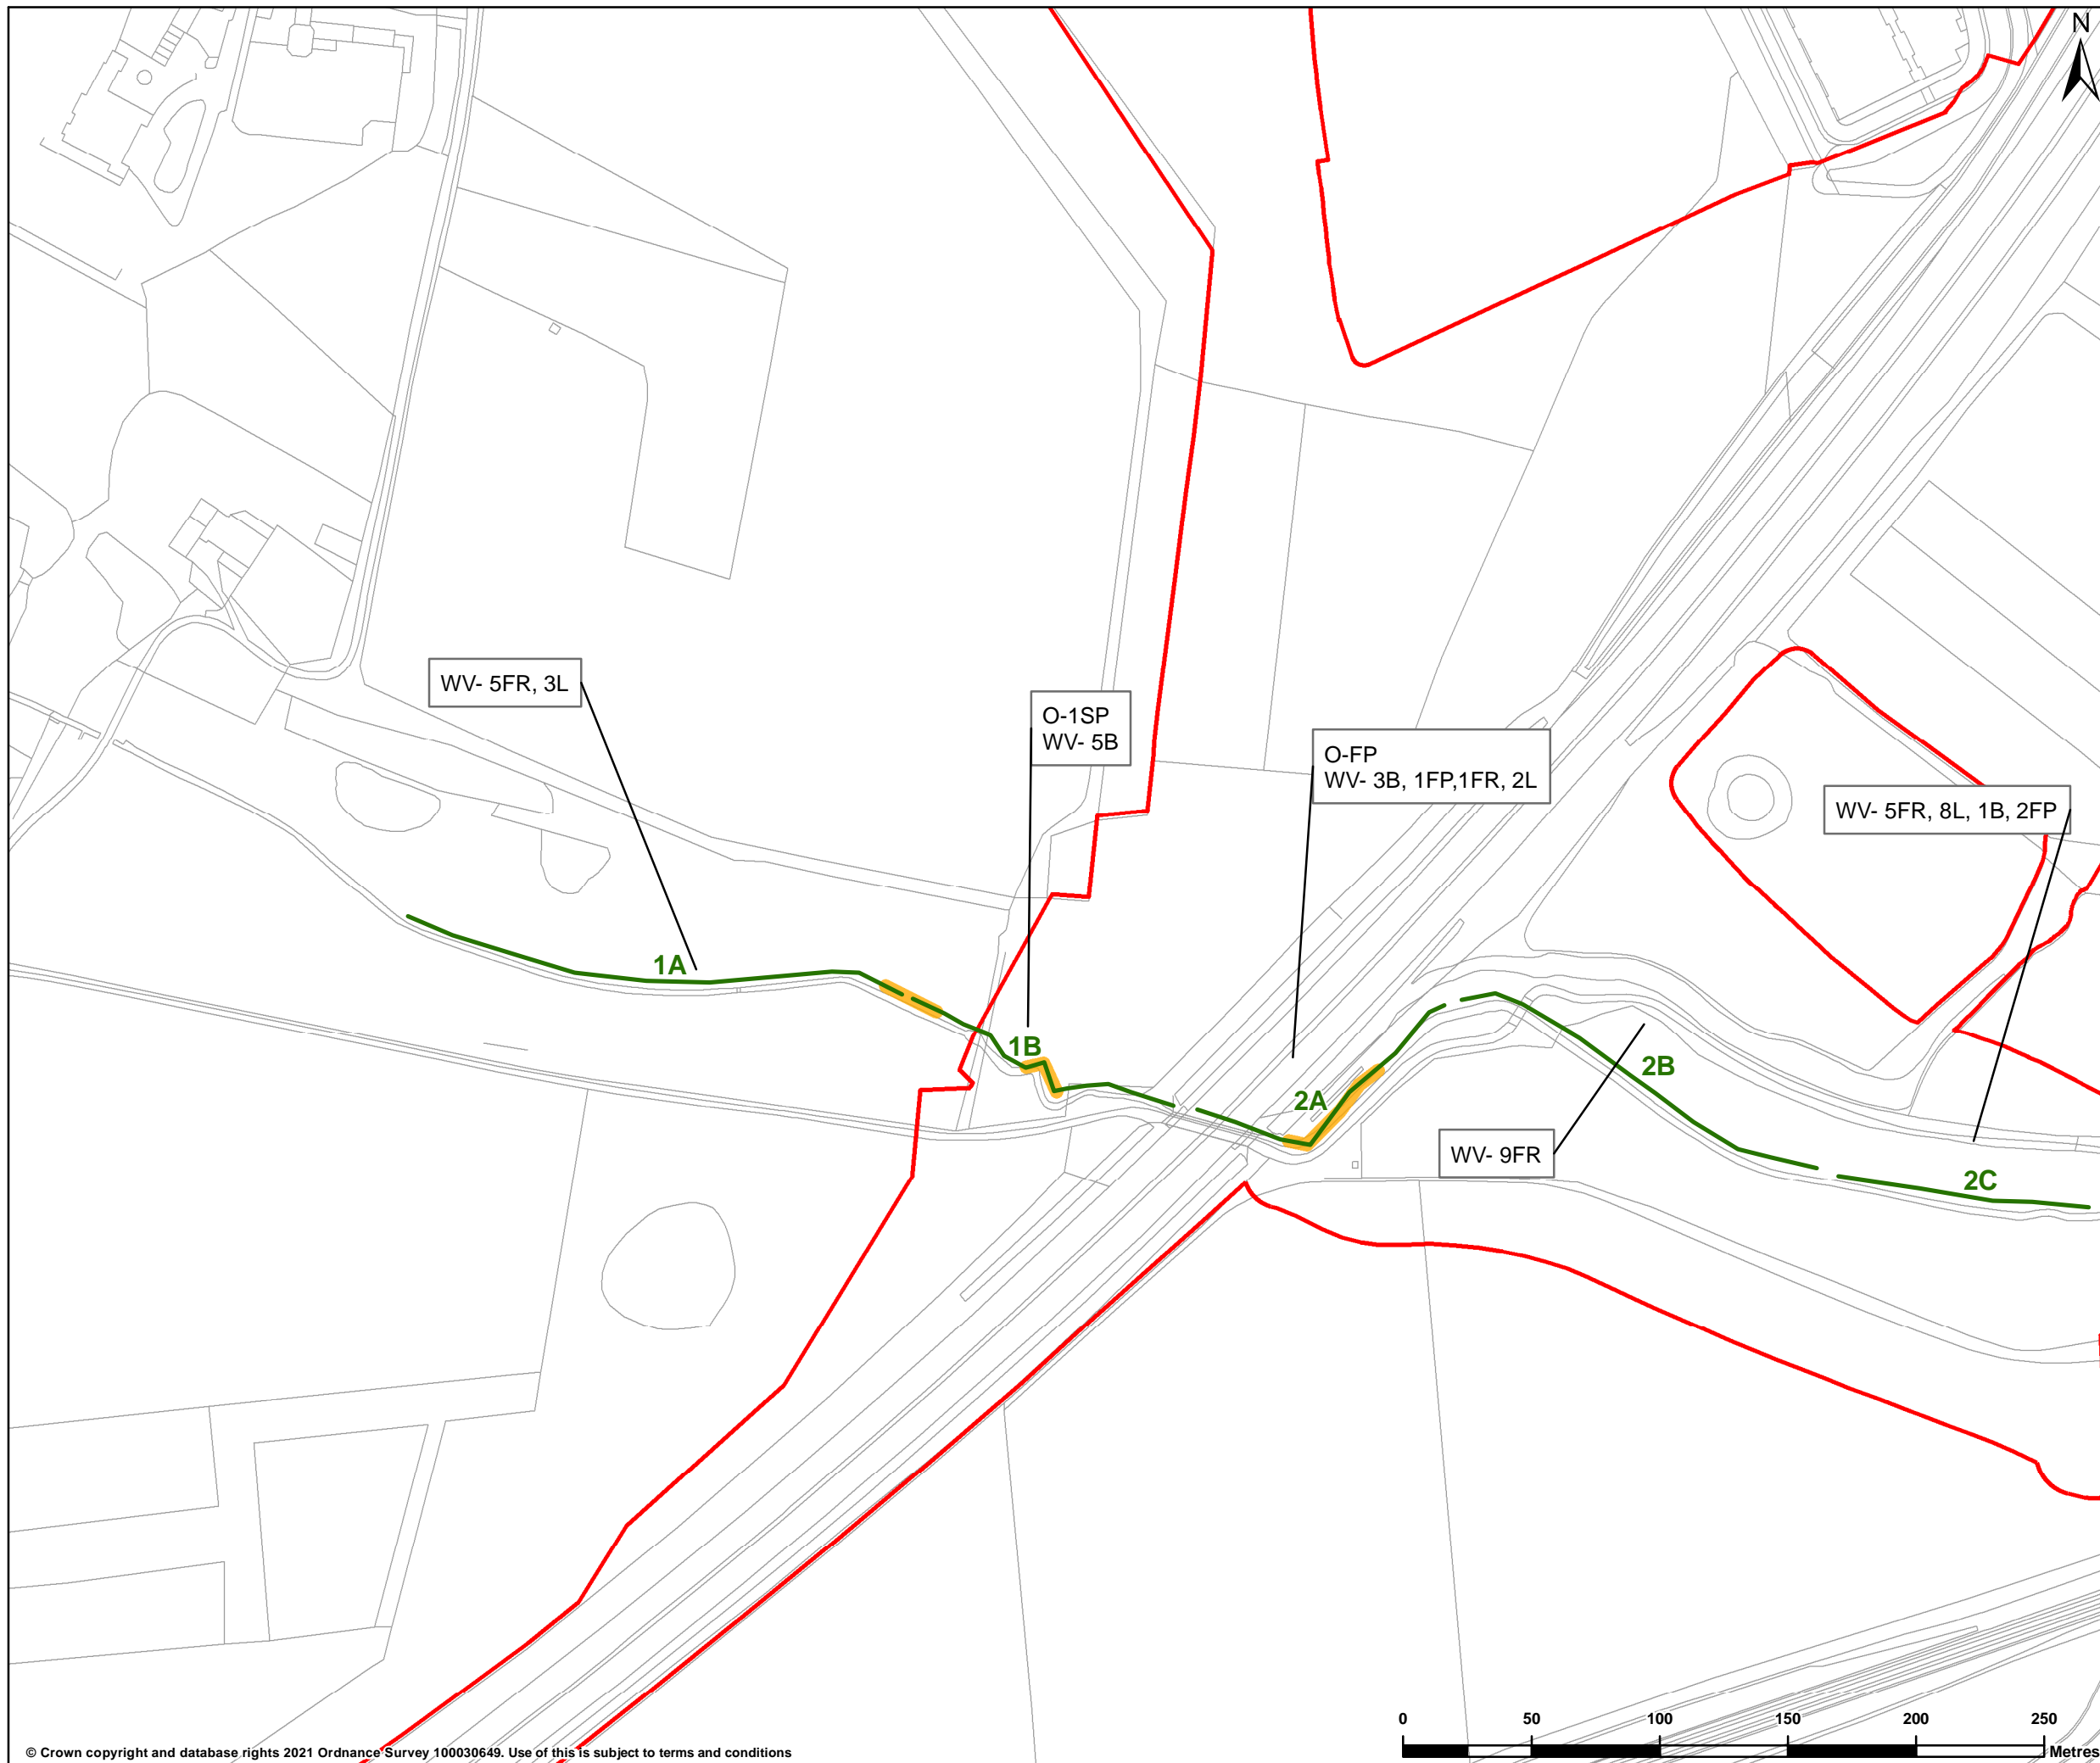 N
WV- 5FR, 3L
O-1SP
WV- 5B
O-FP
WV- 3B, 1FP,1FR, 2L
WV- 5FR, 8L, 1B, 2FP
1A
1B
2A
2B
WV- 9FR
2C
0 50 100 150 200 250
Metres
© Crown copyright and database rights 2021 Ordnance Survey 100030649. Use of this is subject to terms and conditions